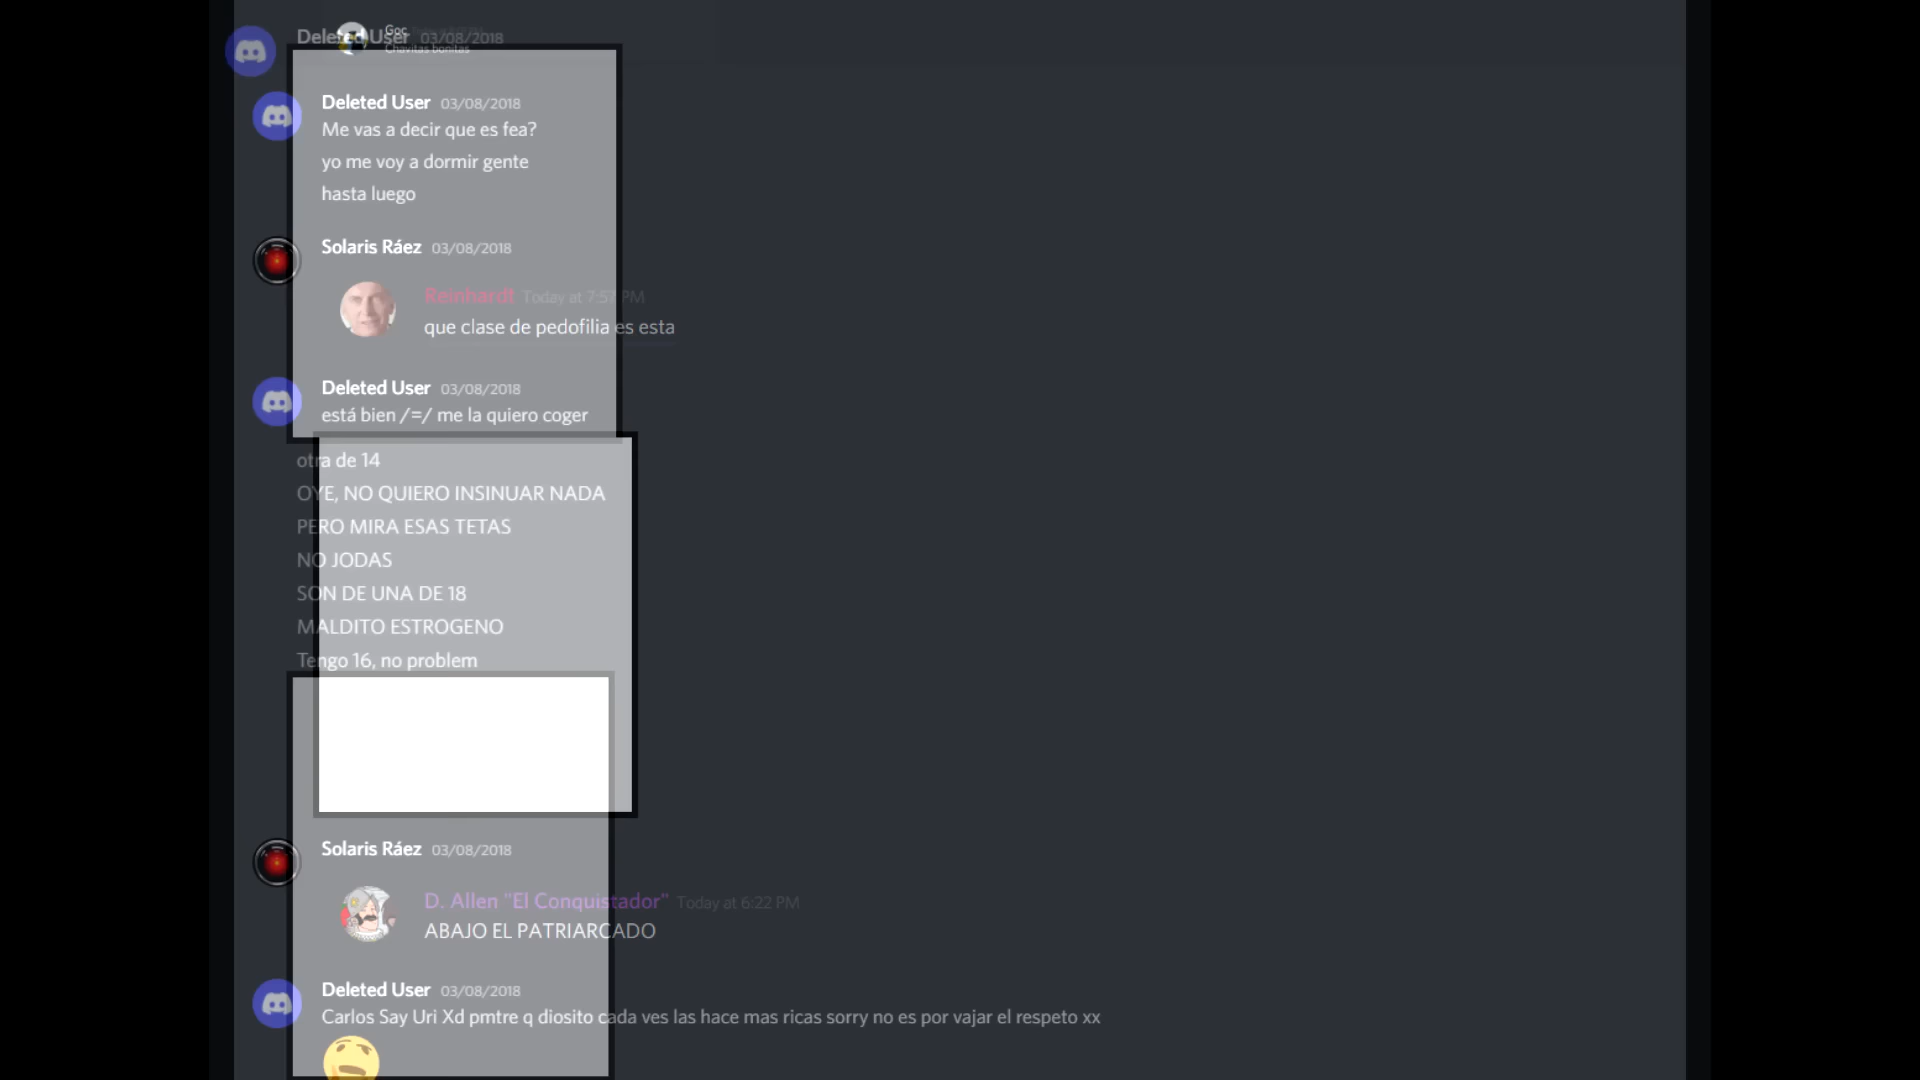 Deleted User 03/08/2018
Goc
Chavitas bonitas
Deleted User 03/08/2018
Me vas a decir que es fea?
yo me voy a dormir gente
hasta luego
Solaris Ráez 03/08/2018
Reinhardt Today at 7:57 PM
que clase de pedofilia es esta
Deleted User 03/08/2018
está bien /=/ me la quiero coger
otra de 14
OYE, NO QUIERO INSINUAR NADA
PERO MIRA ESAS TETAS
NO JODAS
SON DE UNA DE 18
MALDITO ESTROGENO
Tengo 16, no problem
Solaris Ráez 03/08/2018
D. Allen "El Conquistador" Today at 6:22 PM
ABAJO EL PATRIARCADO
Deleted User 03/08/2018
Carlos Say Uri Xd pmtre q diosito cada ves las hace mas ricas sorry no es por vajar el respeto xx